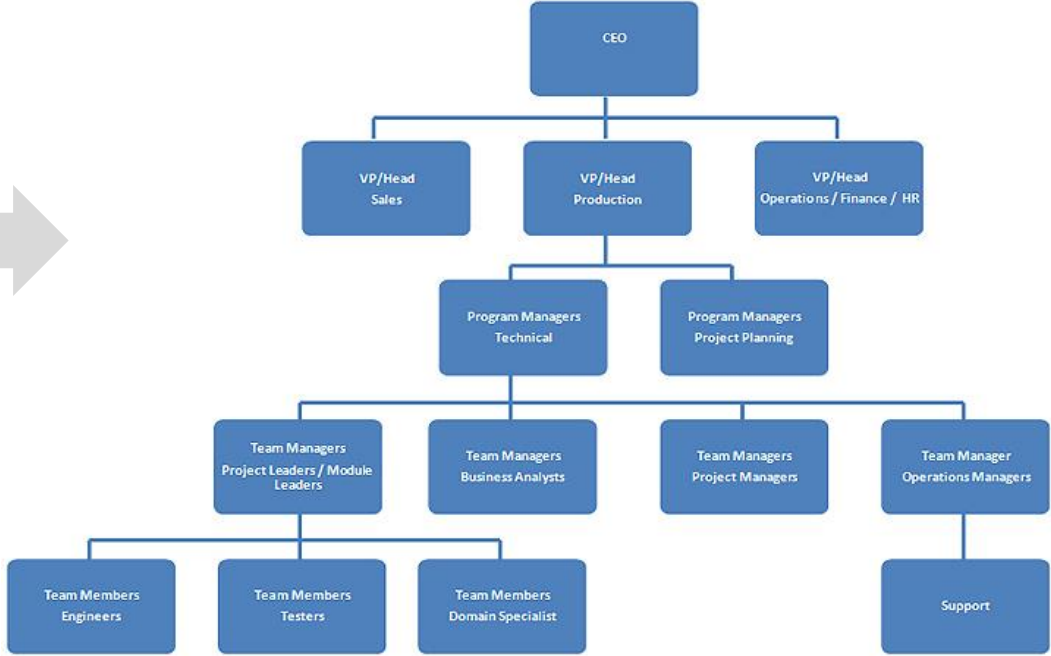 CEO
VP/Head
Sales
VP/Head
Production
VP/Head
Operations / Finance / HR
Program Managers
Technical
Program Managers
Project Planning
Team Managers
Project Leaders / Module
Leaders
Team Managers
Business Analysts
Team Managers
Project Managers
Team Manager
Operations Managers
Team Members
Engineers
Team Members
Testers
Team Members
Domain Specialist
Support